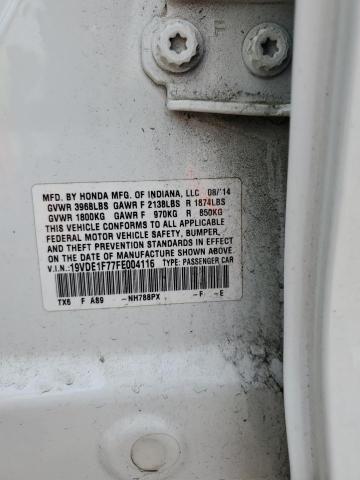 MFD. BY HONDA MFG. OF INDIANA, LLC 08/'14
GVWR 3968LBS GAWR F 2138LBS R 1874LBS
GVWR 1800KG GAWR F 970KG R 850KG
THIS VEHICLE CONFORMS TO ALL APPLICABLE
FEDERAL MOTOR VEHICLE SAFETY, BUMPER,
AND THEFT PREVENTION STANDARDS IN EFFECT
ON THE DATE OF MANUFACTURE SHOWN ABOVE.
V.I.N.: 19VDE1F77FE004116 TYPE: PASSENGER CAR
TX6 F A89 -NH788PX -F -E